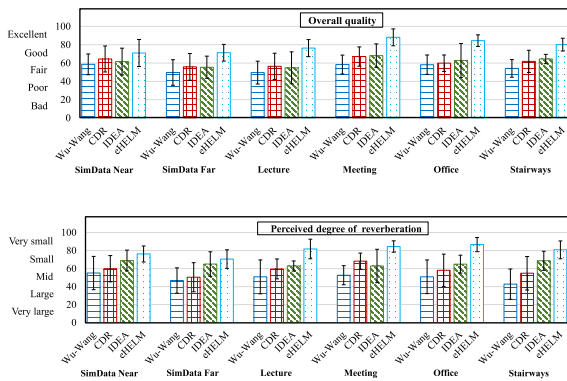 Overall quality
Excellent
Good
Fair
Poor
Bad
100
80
60
40
20
0
Wu-Wang CDR IDEA eHELM Wu-Wang CDR IDEA eHELM Wu-Wang CDR IDEA eHELM Wu-Wang CDR IDEA eHELM Wu-Wang CDR IDEA eHELM Wu-Wang CDR IDEA eHELM
SimData Near SimData Far Lecture Meeting Office Stairways
Perceived degree of reverberation
Very small
Small
Mid
Large
Very large
100
80
60
40
20
0
Wu-Wang CDR IDEA eHELM Wu-Wang CDR IDEA eHELM Wu-Wang CDR IDEA eHELM Wu-Wang CDR IDEA eHELM Wu-Wang CDR IDEA eHELM Wu-Wang CDR IDEA eHELM
SimData Near SimData Far Lecture Meeting Office Stairways